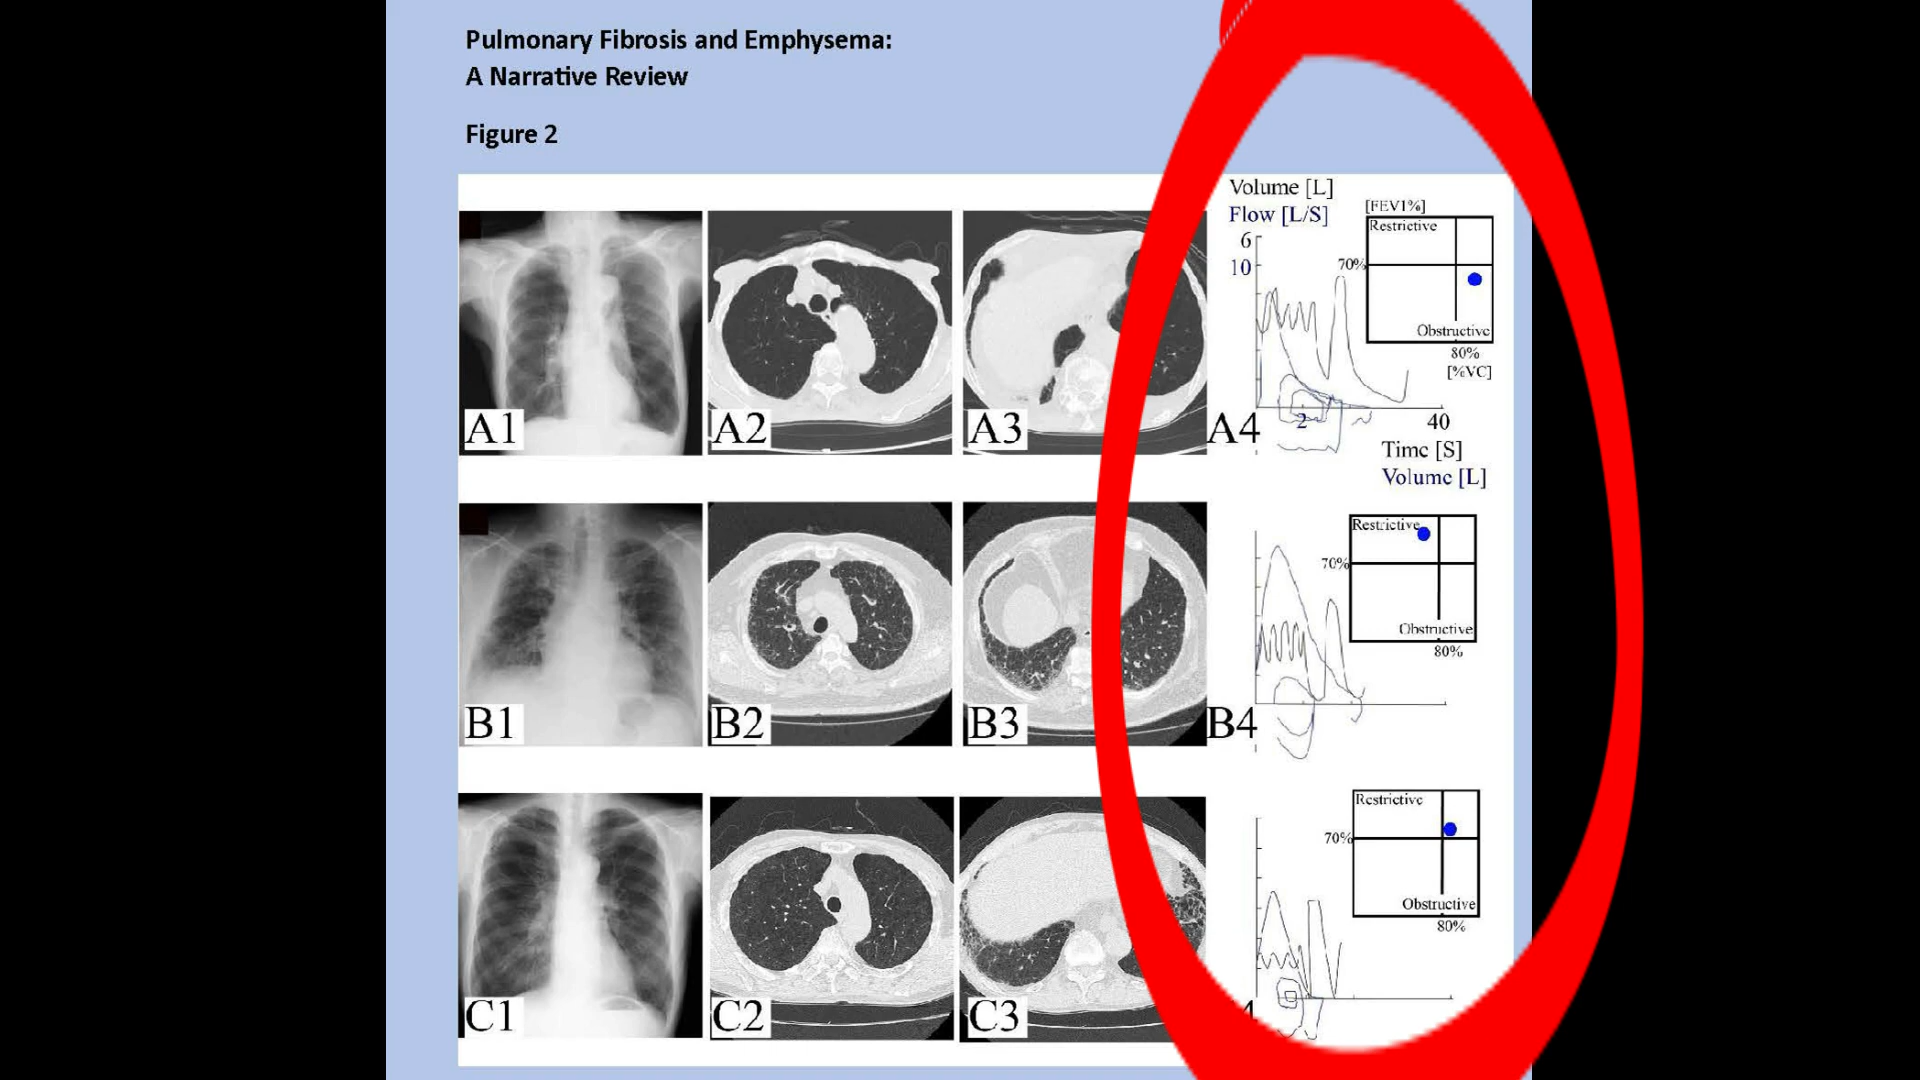 Pulmonary Fibrosis and Emphysema:
A Narrative Review
Figure 2
Volume [L]
Flow [L/S]
[FEV1%]
Restrictive
6
10
70%
Obstructive
80%
[%VC]
A1
A2
A3
A4
2
40
Time [S]
Volume [L]
Restrictive
70%
Obstructive
80%
B1
B2
B3
B4
Restrictive
70%
Obstructive
80%
C1
C2
C3
4